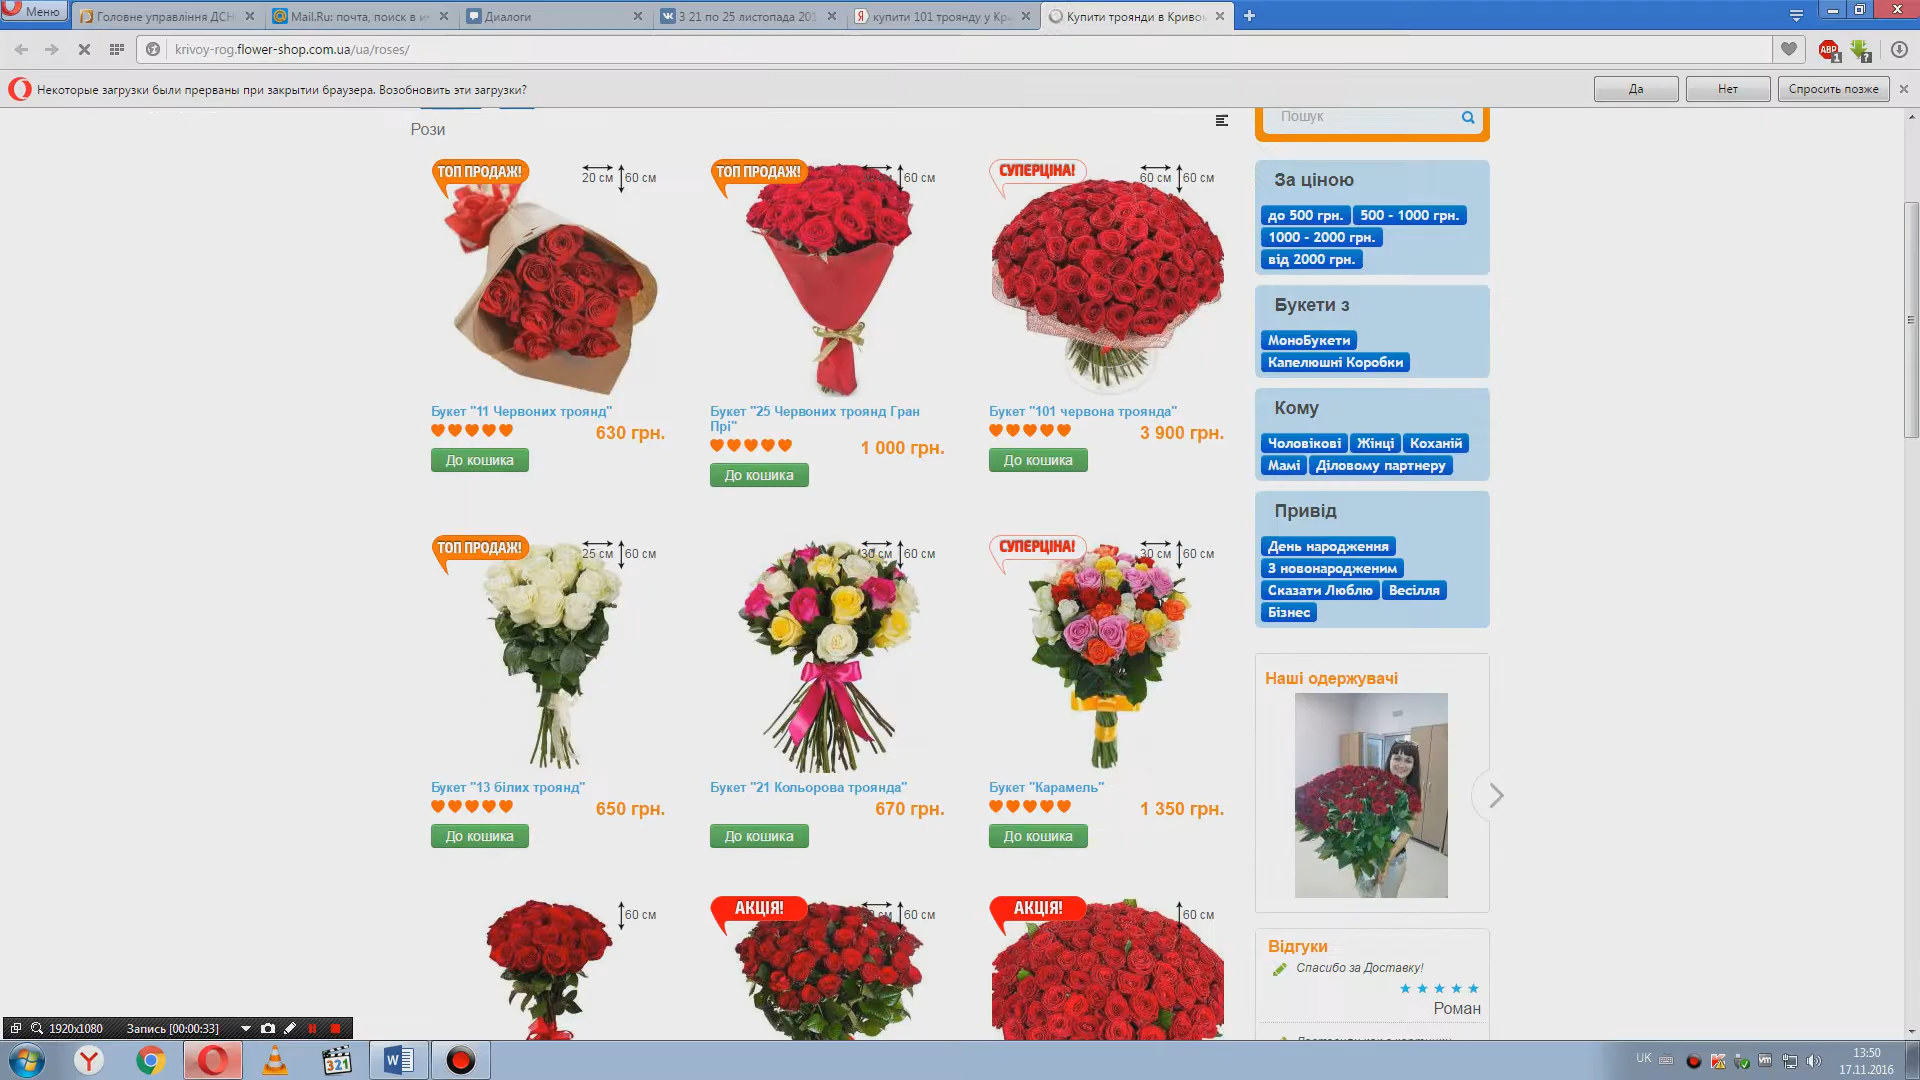 Меню
Головне управління ДСН
Mail.Ru: почта, поиск в и
Диалоги
З 21 по 25 листопада 201
купити 101 троянду у Кри
Купити троянди в Кривом
krivoy-rog.flower-shop.com.ua/ua/roses/
Некоторые загрузки были прерваны при закрытии браузера. Возобновить эти загрузки?
Да
Нет
Спросить позже
Рози
Пошук
ТОП ПРОДАЖ!
20 см
60 см
ТОП ПРОДАЖ!
60 см
СУПЕРЦІНА!
60 см
60 см
Букет "11 Червоних троянд"
630 грн.
До кошика
Букет "25 Червоних троянд Гран
Прі"
1 000 грн.
До кошика
Букет "101 червона троянда"
3 900 грн.
До кошика
ТОП ПРОДАЖ!
25 см
60 см
30 см
60 см
СУПЕРЦІНА!
30 см
60 см
Букет "13 білих троянд"
650 грн.
До кошика
Букет "21 Кольорова троянда"
670 грн.
До кошика
Букет "Карамель"
1 350 грн.
До кошика
60 см
АКЦІЯ!
60 см
АКЦІЯ!
60 см
За ціною
до 500 грн.
500 - 1000 грн.
1000 - 2000 грн.
від 2000 грн.
Букети з
МоноБукети
Капелюшні Коробки
Кому
Чоловікові
Жінці
Коханій
Мамі
Діловому партнеру
Привід
День народження
З новонародженим
Сказати Люблю
Весілля
Бізнес
Наші одержувачі
Відгуки
Спасибо за Доставку!
Роман
1920x1080
Запись [00:00:33]
UK
13:50
17.11.2016